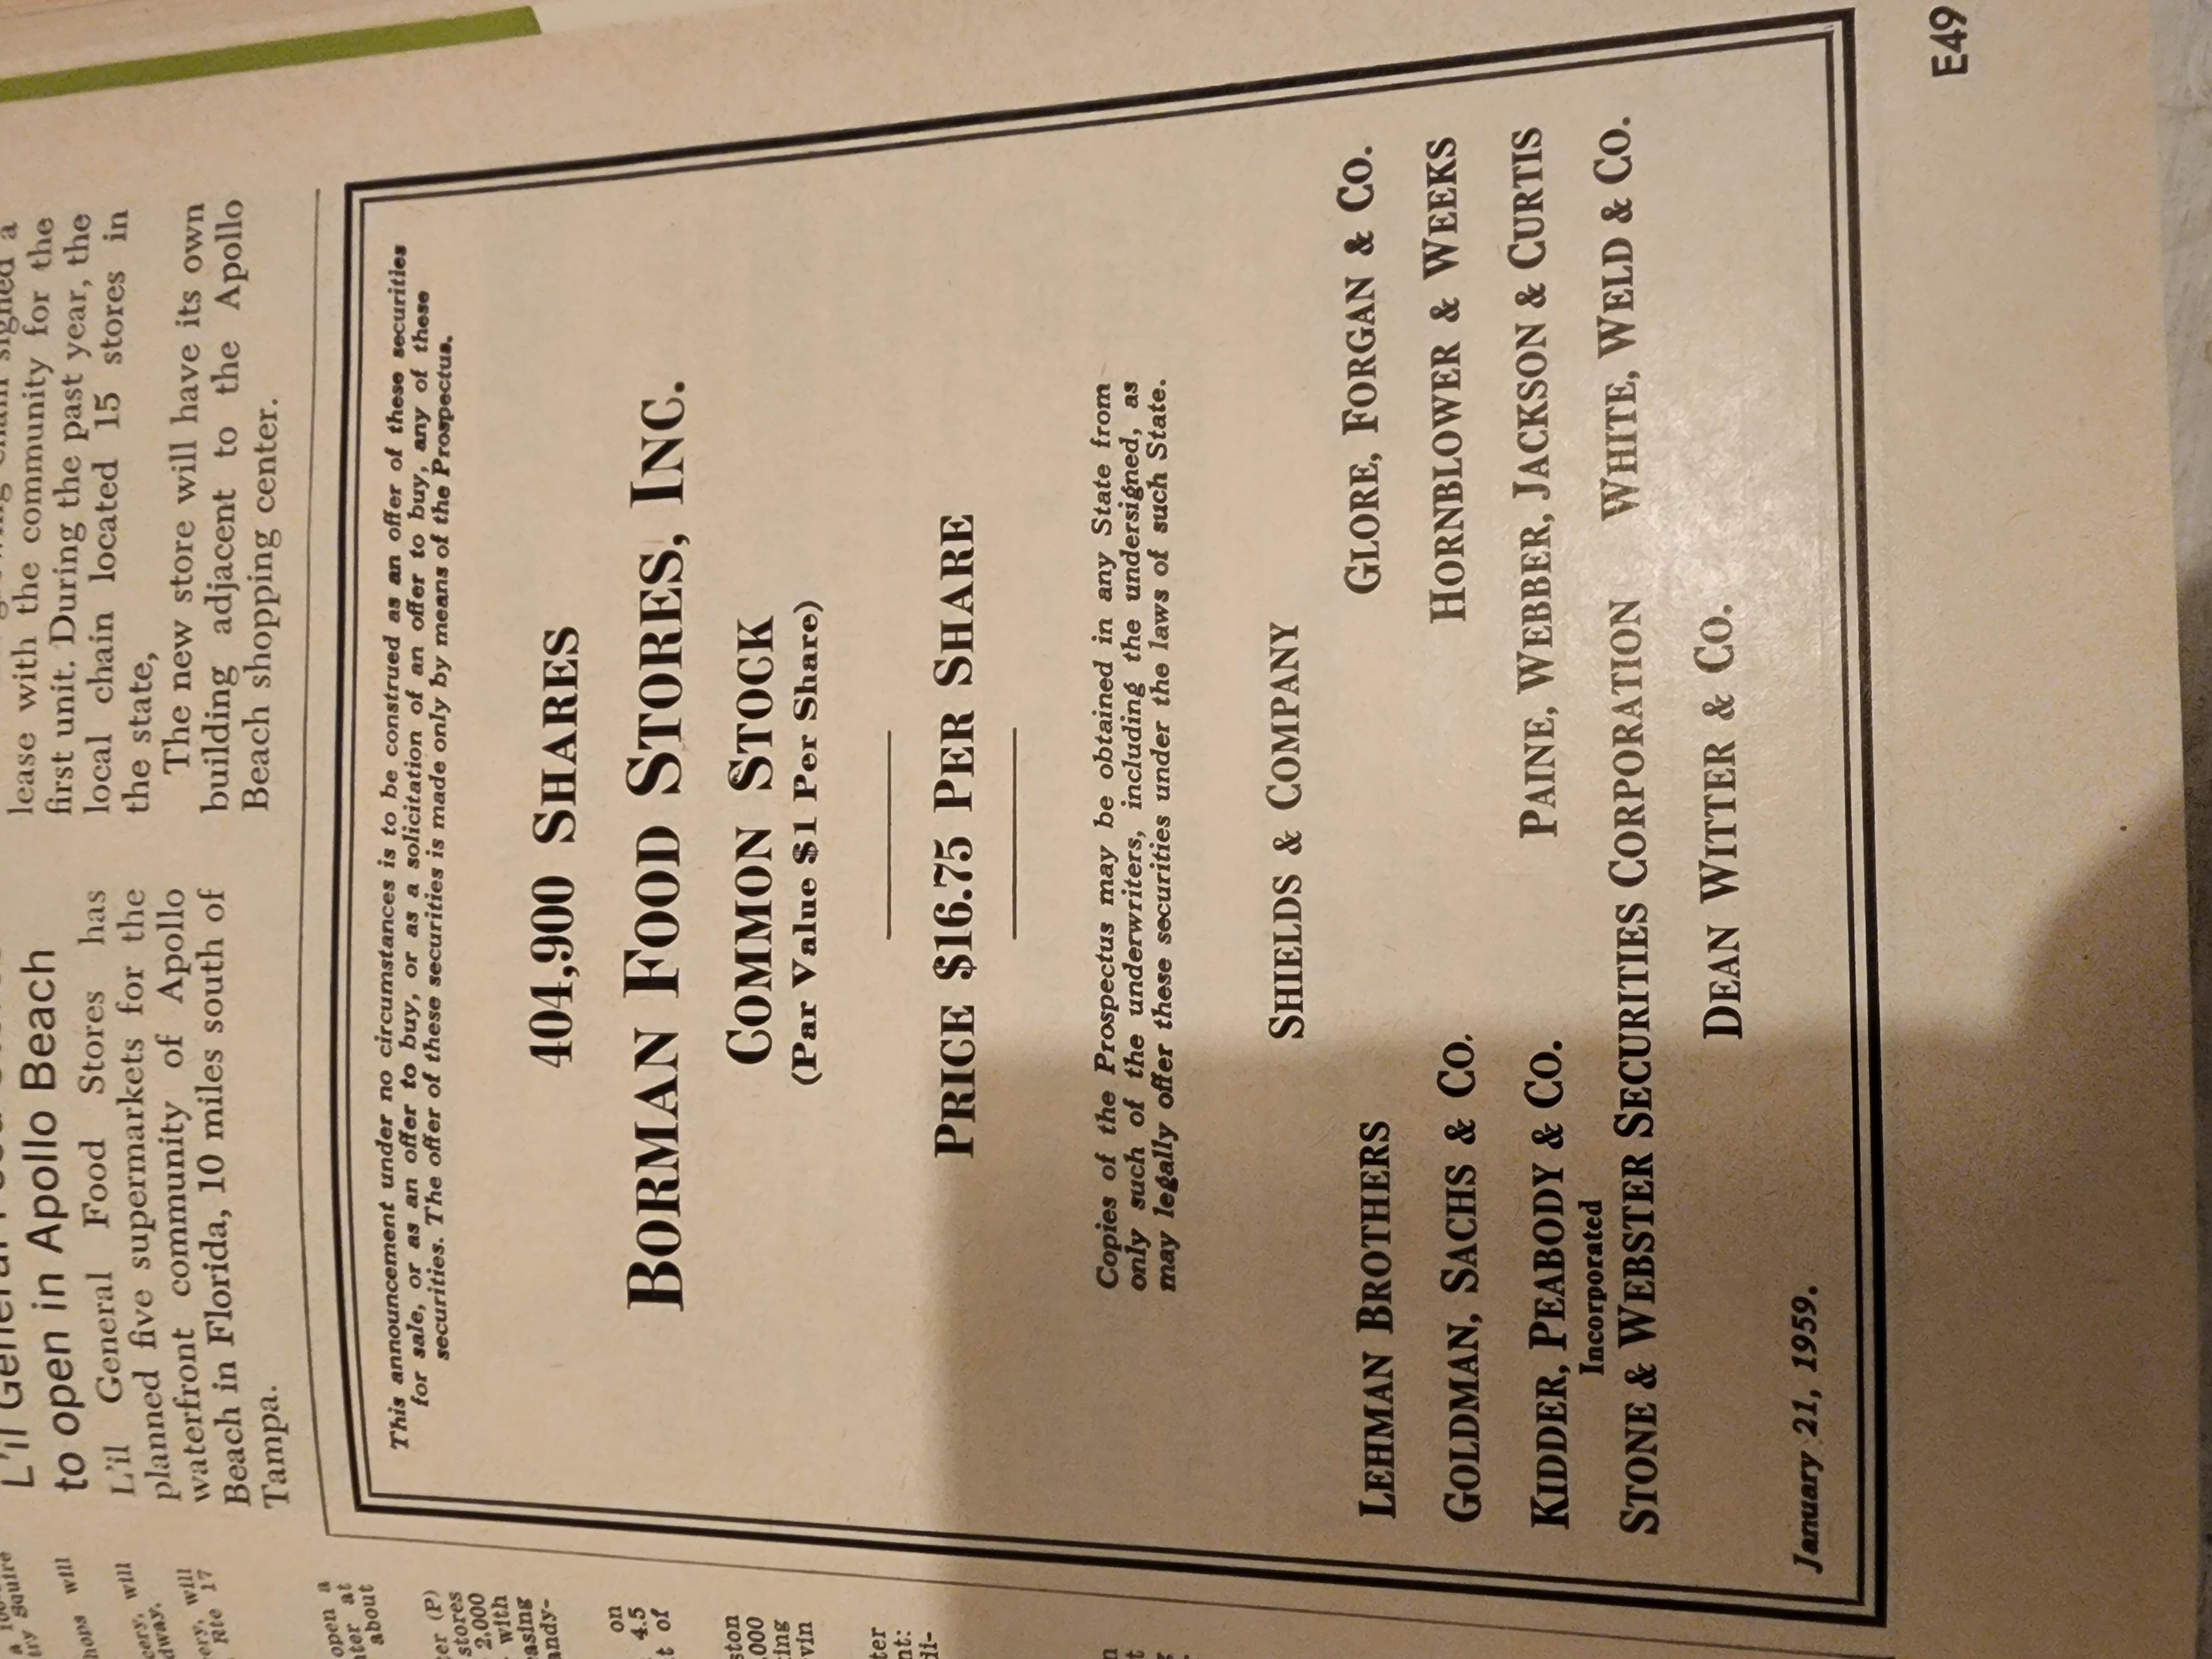 lease with the community for the
first unit. During the past year, the
local chain located 15 stores in
the state,
The new store will have its own
building adjacent to the Apollo
Beach shopping center.
to open in Apollo Beach
L'il General Food Stores has
planned five supermarkets for the
waterfront community of Apollo
Beach in Florida, 10 miles south of
Tampa.
This announcement under no circumstances is to be construed as an offer of these securities
for sale, or as an offer to buy, or as a solicitation of an offer to buy, any of these
securities. The offer of these securities is made only by means of the Prospectus.
404,900 SHARES
BORMAN FOOD STORES, INC.
COMMON STOCK
(Par Value $1 Per Share)
PRICE $16.75 PER SHARE
Copies of the Prospectus may be obtained in any State from
only such of the underwriters, including the undersigned, as
may legally offer these securities under the laws of such State.
SHIELDS & COMPANY
LEHMAN BROTHERS GLORE, FORGAN & CO.
GOLDMAN, SACHS & CO. HORNBLOWER & WEEKS
KIDDER, PEABODY & CO. PAINE, WEBBER, JACKSON & CURTIS
Incorporated
STONE & WEBSTER SECURITIES CORPORATION WHITE, WELD & CO.
DEAN WITTER & CO.
January 21, 1959.
E49